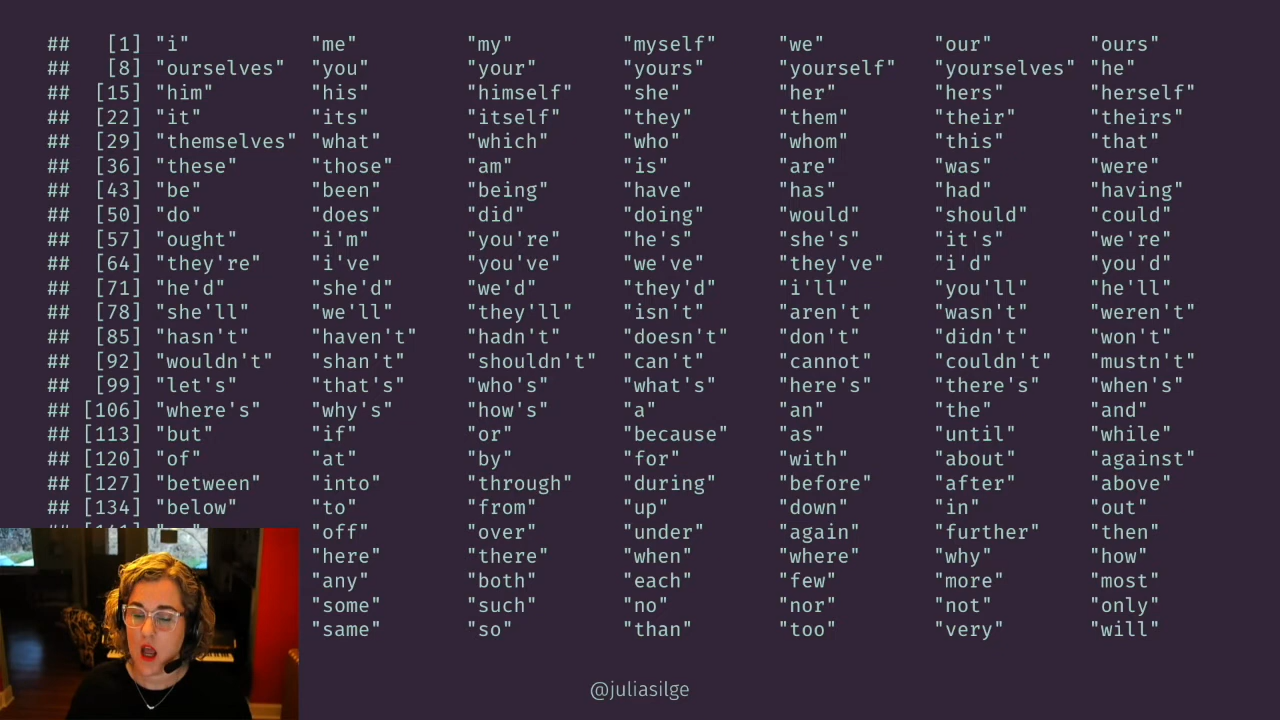 ## [1] "i" "me" "my" "myself" "we" "our" "ours"
## [8] "ourselves" "you" "your" "yours" "yourself" "yourselves" "he"
## [15] "him" "his" "himself" "she" "her" "hers" "herself"
## [22] "it" "its" "itself" "they" "them" "their" "theirs"
## [29] "themselves" "what" "which" "who" "whom" "this" "that"
## [36] "these" "those" "am" "is" "are" "was" "were"
## [43] "be" "been" "being" "have" "has" "had" "having"
## [50] "do" "does" "did" "doing" "would" "should" "could"
## [57] "ought" "i'm" "you're" "he's" "she's" "it's" "we're"
## [64] "they're" "i've" "you've" "we've" "they've" "i'd" "you'd"
## [71] "he'd" "she'd" "we'd" "they'd" "i'll" "you'll" "he'll"
## [78] "she'll" "we'll" "they'll" "isn't" "aren't" "wasn't" "weren't"
## [85] "hasn't" "haven't" "hadn't" "doesn't" "don't" "didn't" "won't"
## [92] "wouldn't" "shan't" "shouldn't" "can't" "cannot" "couldn't" "mustn't"
## [99] "let's" "that's" "who's" "what's" "here's" "there's" "when's"
## [106] "where's" "why's" "how's" "a" "an" "the" "and"
## [113] "but" "if" "or" "because" "as" "until" "while"
## [120] "of" "at" "by" "for" "with" "about" "against"
## [127] "between" "into" "through" "during" "before" "after" "above"
## [134] "below" "to" "from" "up" "down" "in" "out"
"off" "over" "under" "again" "further" "then"
"here" "there" "when" "where" "why" "how"
"any" "both" "each" "few" "more" "most"
"some" "such" "no" "nor" "not" "only"
"same" "so" "than" "too" "very" "will"
@juliasilge